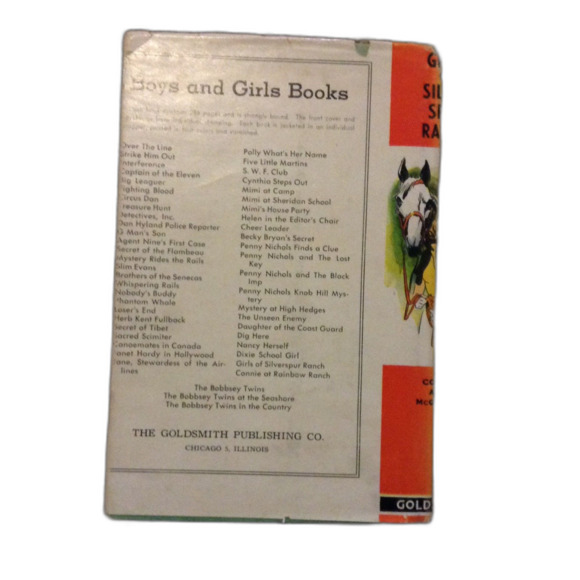 Boys and Girls Books
Over The Line
Strike Him Out
Interference
Captain of the Eleven
Big Leaguer
Fighting Blood
Circus Dan
Treasure Hunt
Detectives, Inc.
Don Hyland Police Reporter
G Man's Son
Agent Nine's First Case
Secret of the Flambeau
Mystery Rides the Rails
Slim Evans
Brothers of the Senecas
Whispering Rails
Nobody's Buddy
Phantom Whale
Loser's End
Herb Kent Fullback
Secret of Tibet
Sacred Scimiter
Canoemates in Canada
Janet Hardy in Hollywood
Jane, Stewardess of the Air-
lines
Polly What's Her Name
Five Little Martins
S. W. F. Club
Cynthia Steps Out
Mimi at Camp
Mimi at Sheridan School
Mimi's House Party
Helen in the Editor's Chair
Cheer Leader
Becky Bryan's Secret
Penny Nichols Finds a Clue
Penny Nichols and The Lost
Key
Penny Nichols and The Black
Imp
Penny Nichols Knob Hill Mys-
tery
Mystery at High Hedges
The Unseen Enemy
Daughter of the Coast Guard
Dig Here
Nancy Herself
Dixie School Girl
Girls of Silverspur Ranch
Connie at Rainbow Ranch
The Bobbsey Twins
The Bobbsey Twins at the Seashore
The Bobbsey Twins in the Country
THE GOLDSMITH PUBLISHING CO.
CHICAGO 5, ILLINOIS
SIL
RA
GOLD